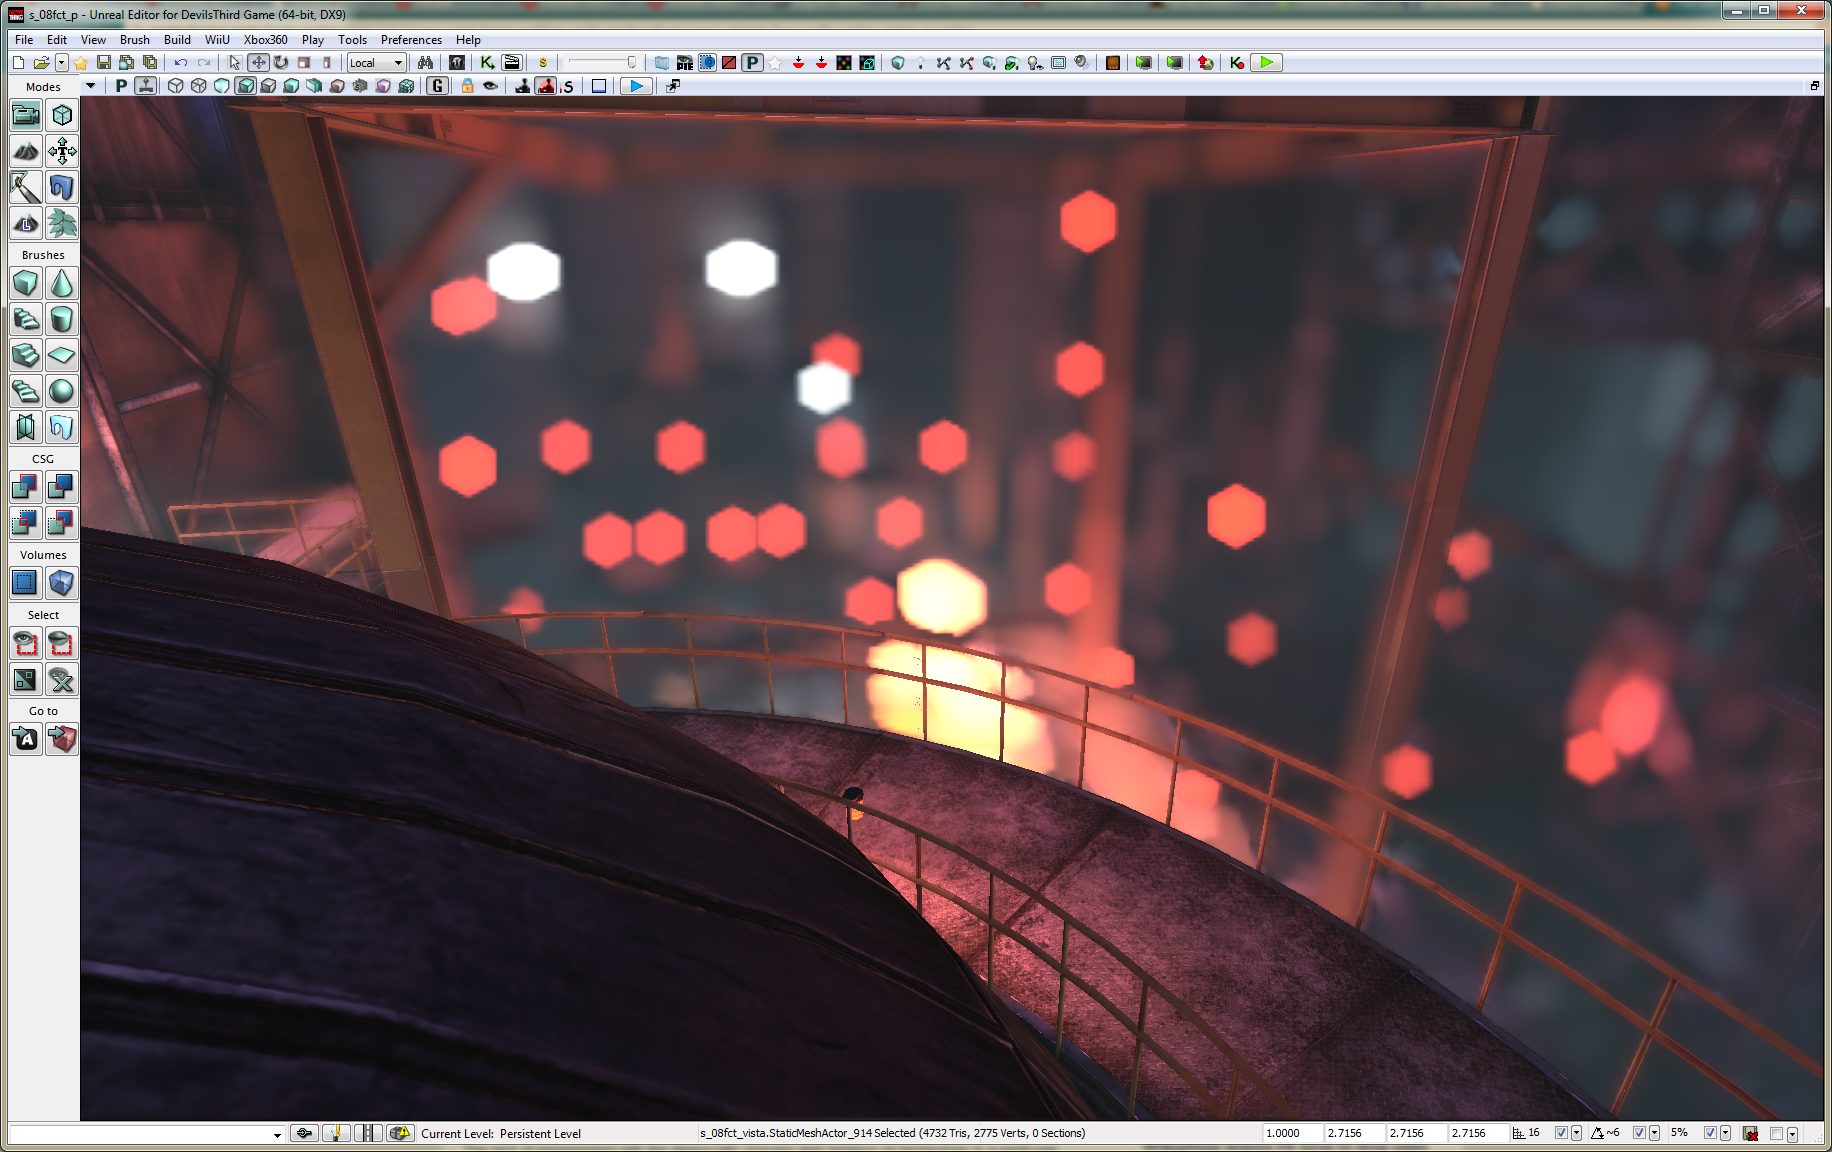 s_08fct_p - Unreal Editor for DevilsThird Game (64-bit, DX9)
File Edit View Brush Build WiiU Xbox360 Play Tools Preferences Help
Local
Modes
P
G
S
Brushes
CSG
Volumes
Select
Go to
Current Level: Persistent Level
s_08fct_vista.StaticMeshActor_914 Selected (4732 Tris, 2775 Verts, 0 Sections)
1.0000 2.7156 2.7156 2.7156 16 ~6 5%